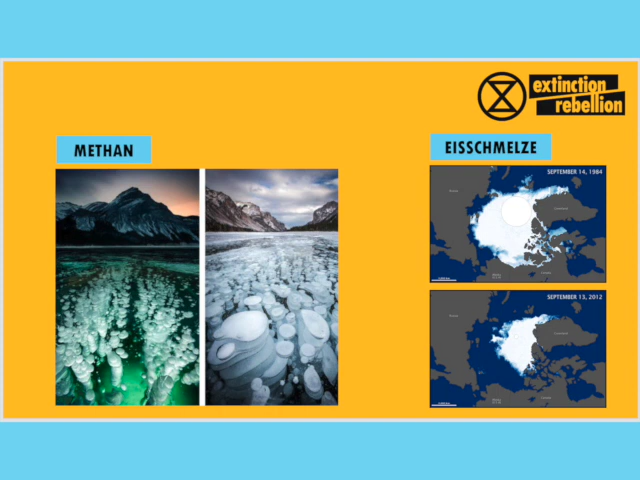 extinction
rebellion
METHAN
EISSCHMELZE
SEPTEMBER 14, 1984
SEPTEMBER 13, 2012